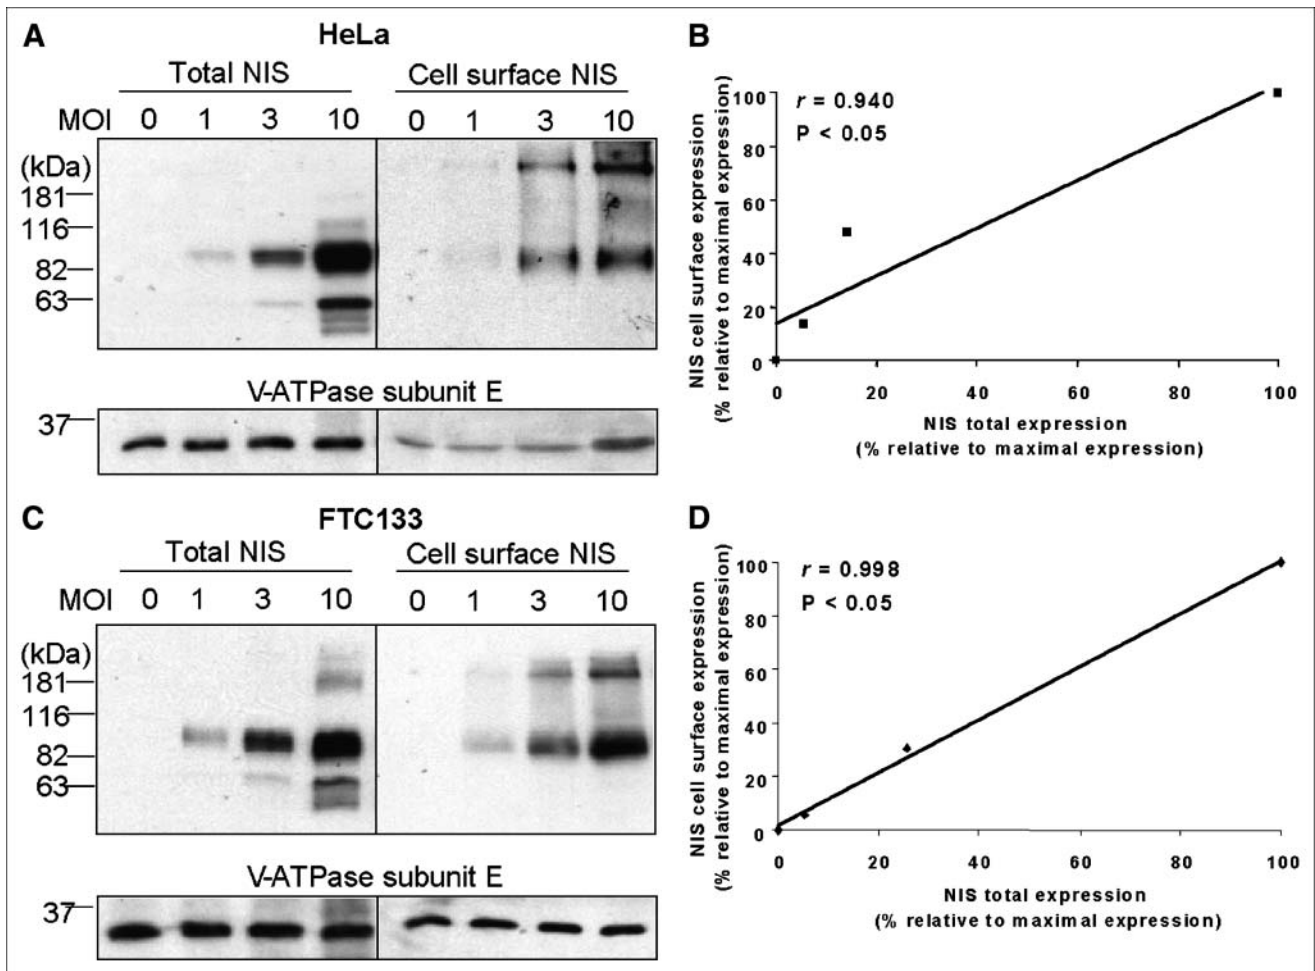 A
HeLa
Total NIS
Cell surface NIS
MOI 0 1 3 10 0 1 3 10
(kDa)
181
116
82
63
V-ATPase subunit E
37
B
r = 0.940
P < 0.05
NIS cell surface expression
(% relative to maximal expression)
100
80
60
40
20
0
0 20 40 60 80 100
NIS total expression
(% relative to maximal expression)
C
FTC133
Total NIS
Cell surface NIS
MOI 0 1 3 10 0 1 3 10
(kDa)
181
116
82
63
V-ATPase subunit E
37
D
r = 0.998
P < 0.05
NIS cell surface expression
(% relative to maximal expression)
100
80
60
40
20
0
0 20 40 60 80 100
NIS total expression
(% relative to maximal expression)